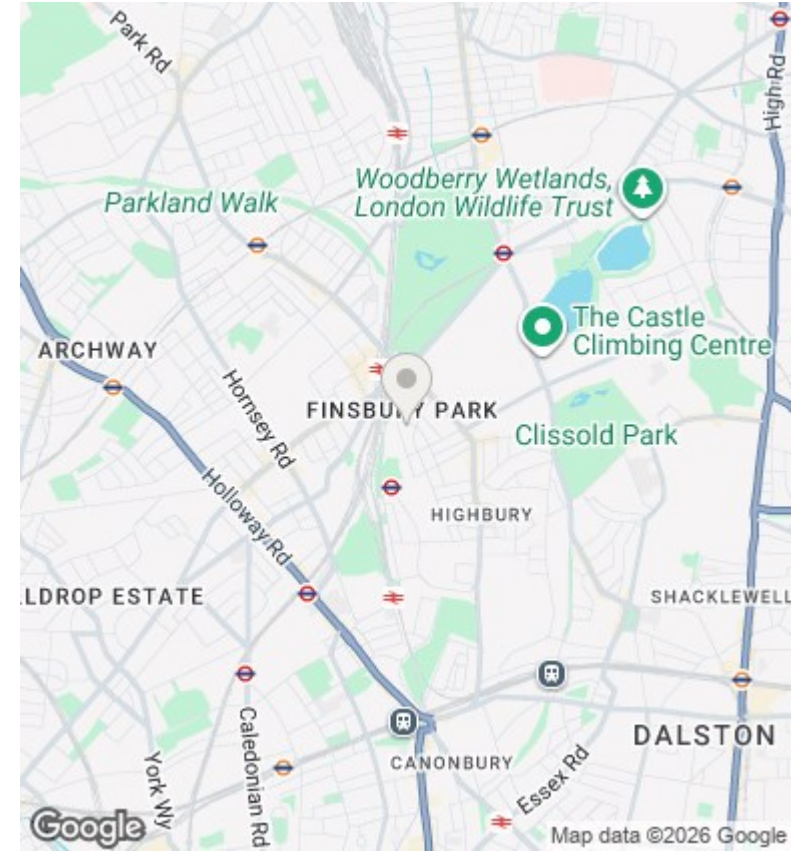 Park Rd
High Rd
Woodberry Wetlands,
London Wildlife Trust
Parkland Walk
The Castle
Climbing Centre
ARCHWAY
Hornsey Rd
FINSBURY PARK
Clissold Park
Holloway Rd
HIGHBURY
LLDROP ESTATE
SHACKLEWELL
Caledonian Rd
York Wy
DALSTON
CANONBURY
Essex Rd
Google
Map data ©2026 Google